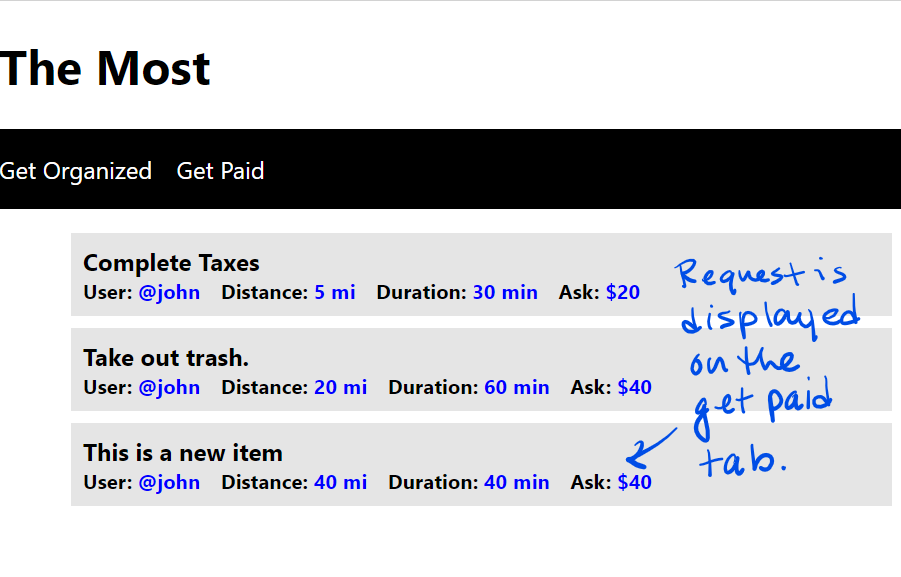 The Most
Get Organized Get Paid
Complete Taxes
User: @john Distance: 5 mi Duration: 30 min Ask: $20
Take out trash.
User: @john Distance: 20 mi Duration: 60 min Ask: $40
This is a new item
User: @john Distance: 40 mi Duration: 40 min Ask: $40
Request is
displayed
on the
get paid
tab.